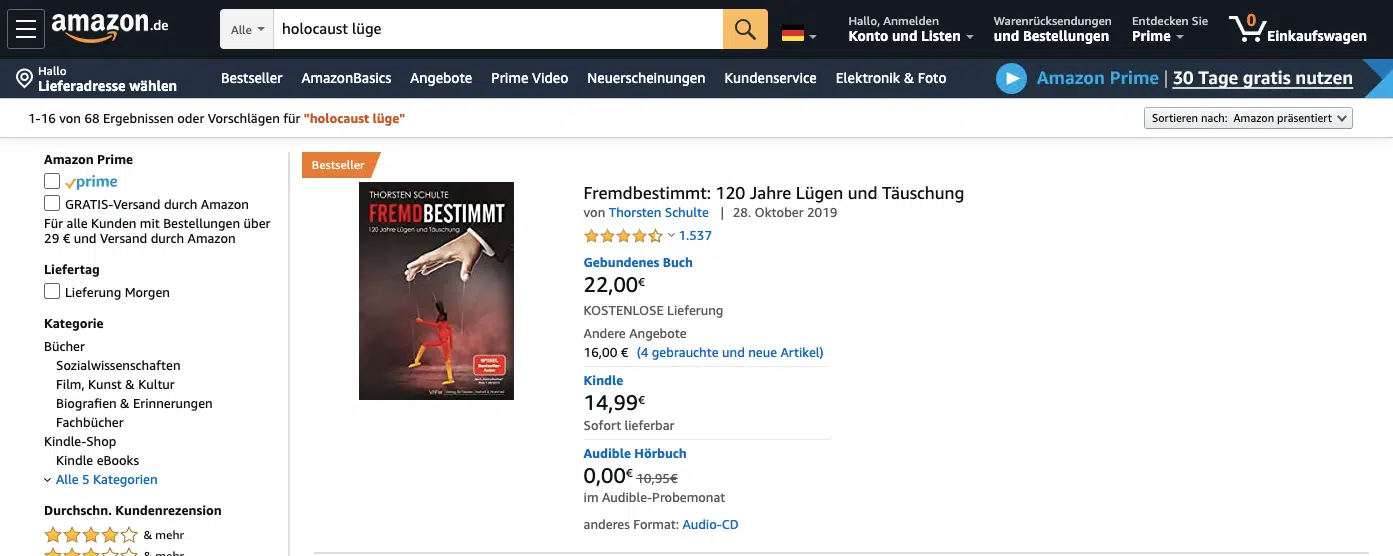 amazon.de
Alle
holocaust lüge
Hallo, Anmelden
Konto und Listen
Warenrücksendungen
und Bestellungen
Entdecken Sie
Prime
0
Einkaufswagen
Hallo
Lieferadresse wählen
Bestseller AmazonBasics Angebote Prime Video Neuerscheinungen Kundenservice Elektronik & Foto
Amazon Prime | 30 Tage gratis nutzen
1-16 von 68 Ergebnissen oder Vorschlägen für "holocaust lüge"
Sortieren nach: Amazon präsentiert
Amazon Prime
prime
GRATIS-Versand durch Amazon
Für alle Kunden mit Bestellungen über
29 € und Versand durch Amazon
Liefertag
Lieferung Morgen
Kategorie
Bücher
Sozialwissenschaften
Film, Kunst & Kultur
Biografien & Erinnerungen
Fachbücher
Kindle-Shop
Kindle eBooks
Alle 5 Kategorien
Durchschn. Kundenrezension
& mehr
& mehr
Bestseller
THORSTEN SCHULTE
FREMDBESTIMMT
120 Jahre Lügen und Täuschung
SPIEGEL
Bestseller-
Autor
Fremdbestimmt: 120 Jahre Lügen und Täuschung
von Thorsten Schulte | 28. Oktober 2019
1.537
Gebundenes Buch
22,00€
KOSTENLOSE Lieferung
Andere Angebote
16,00 € (4 gebrauchte und neue Artikel)
Kindle
14,99€
Sofort lieferbar
Audible Hörbuch
0,00€ 10,95€
im Audible-Probemonat
anderes Format: Audio-CD